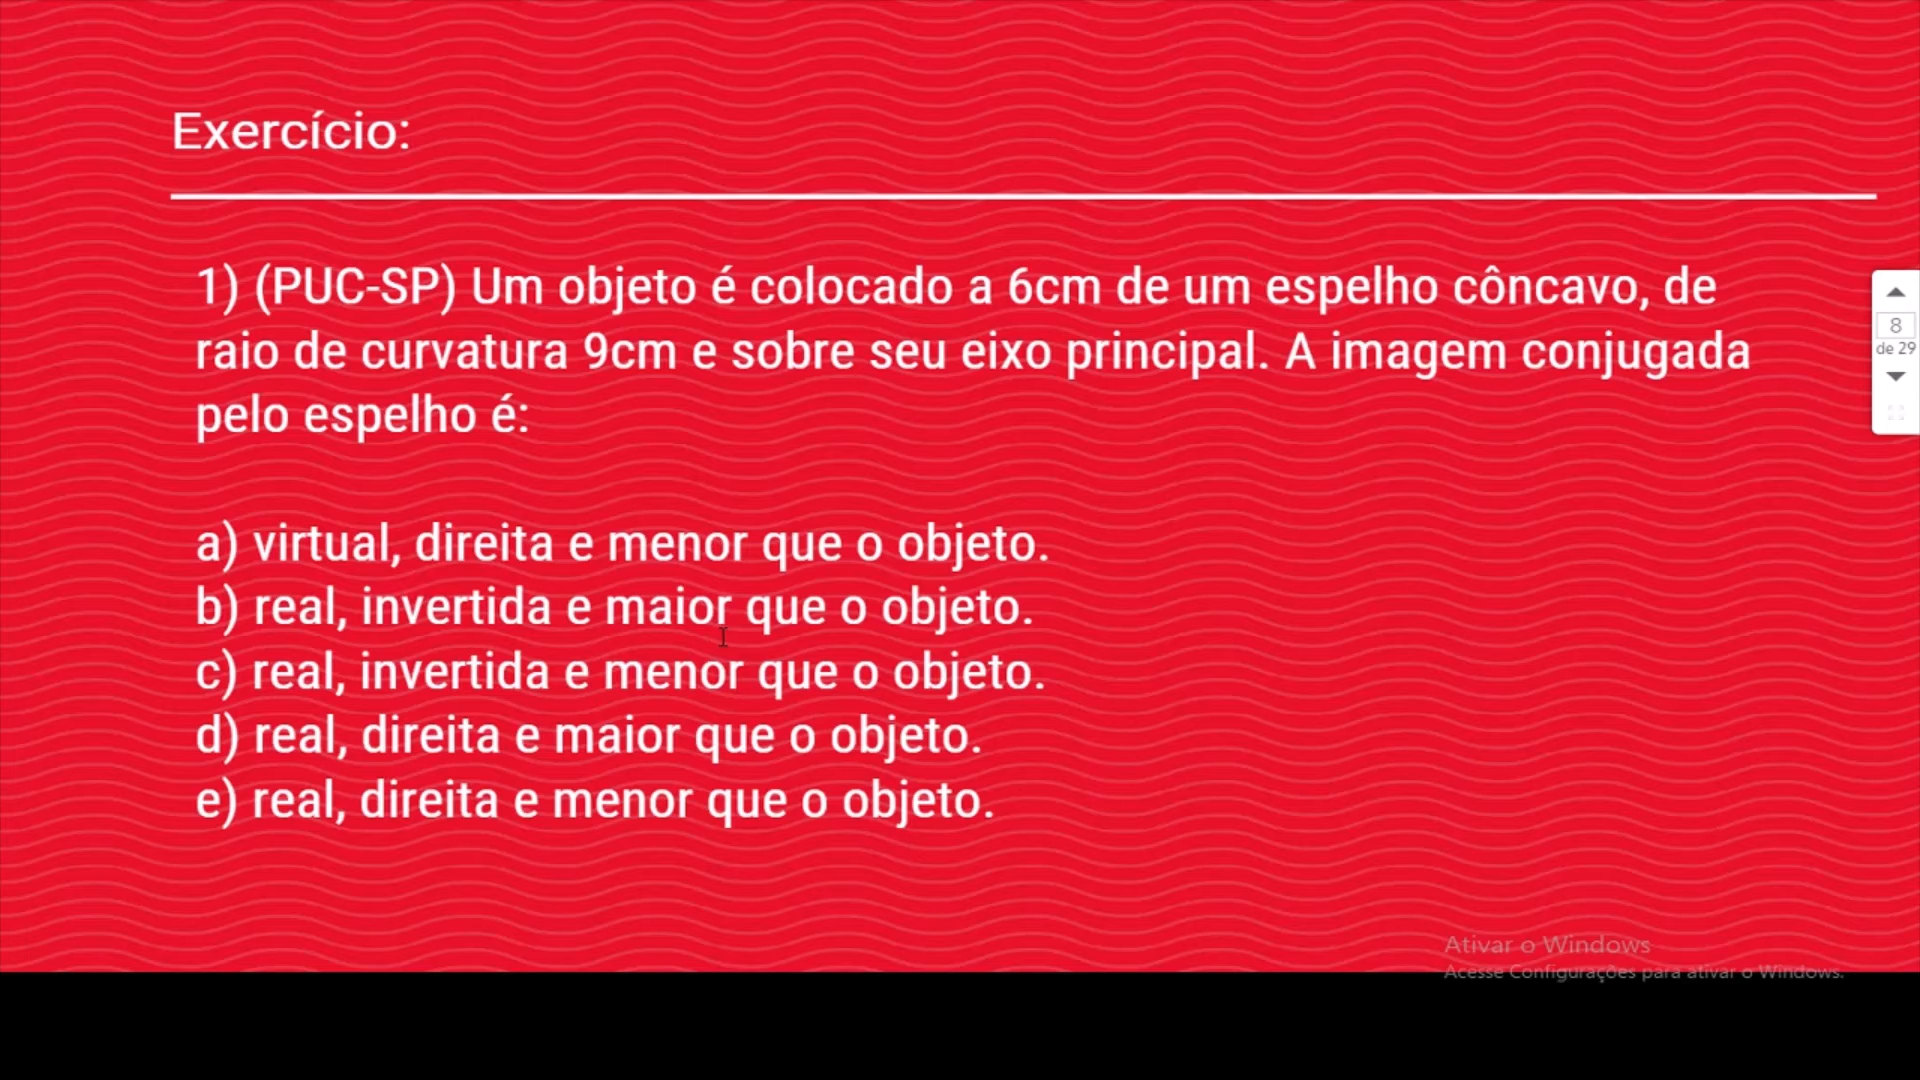 Exercício:
1) (PUC-SP) Um objeto é colocado a 6cm de um espelho côncavo, de
raio de curvatura 9cm e sobre seu eixo principal. A imagem conjugada
pelo espelho é:
a) virtual, direita e menor que o objeto.
b) real, invertida e maior que o objeto.
c) real, invertida e menor que o objeto.
d) real, direita e maior que o objeto.
e) real, direita e menor que o objeto.
8
de 29
Ativar o Windows
Acesse Configurações para ativar o Windows.